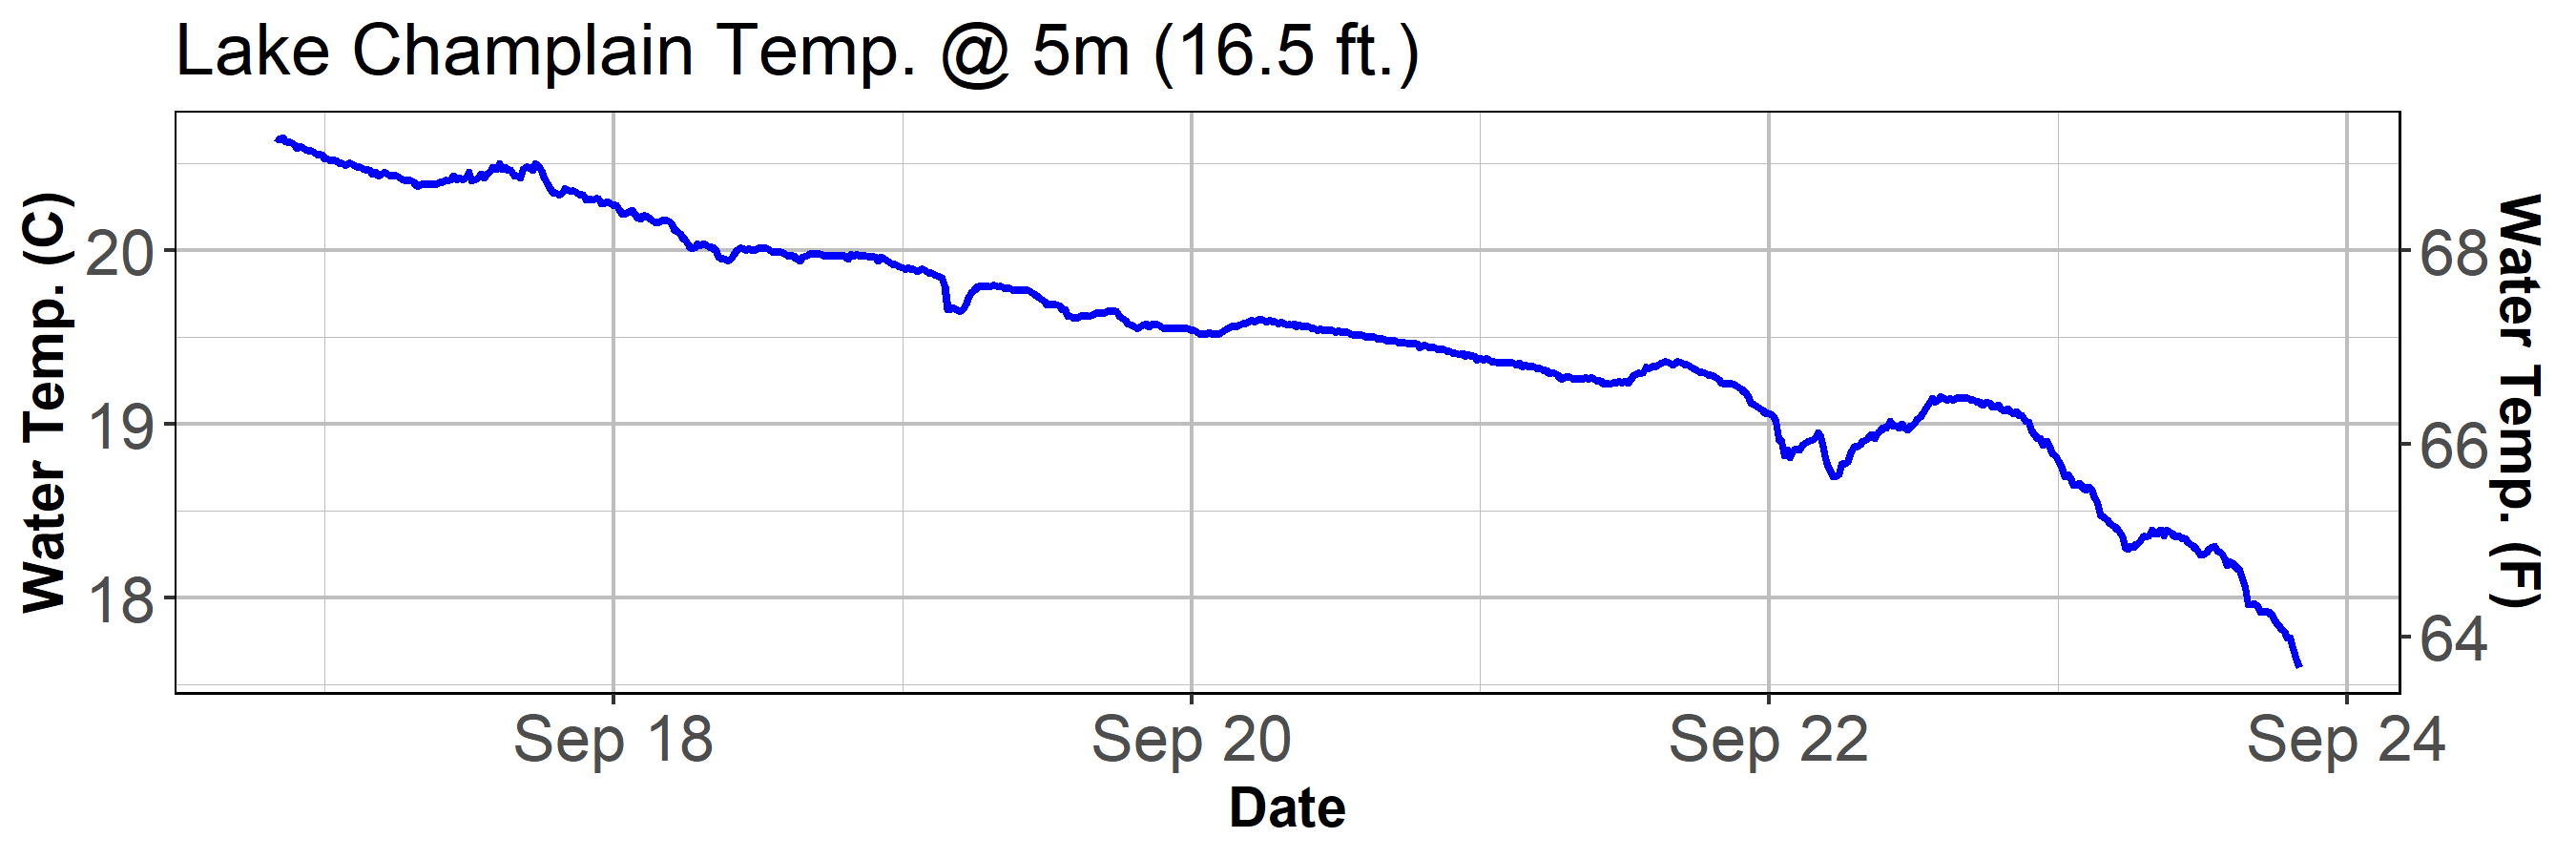 Lake Champlain Temp. @ 5m (16.5 ft.)
Water Temp. (C)
20
19
18
68
66
64
Water Temp. (F)
Sep 18
Sep 20
Sep 22
Sep 24
Date